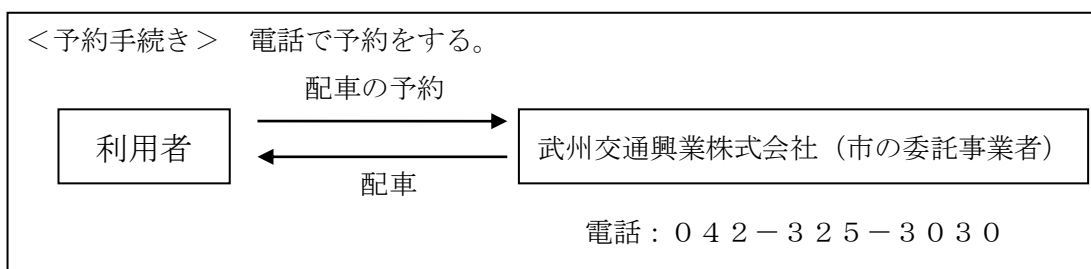 ＜予約手続き＞　電話で予約をする。
配車の予約
利用者
武州交通興業株式会社（市の委託事業者）
配車
電話：０４２－３２５－３０３０